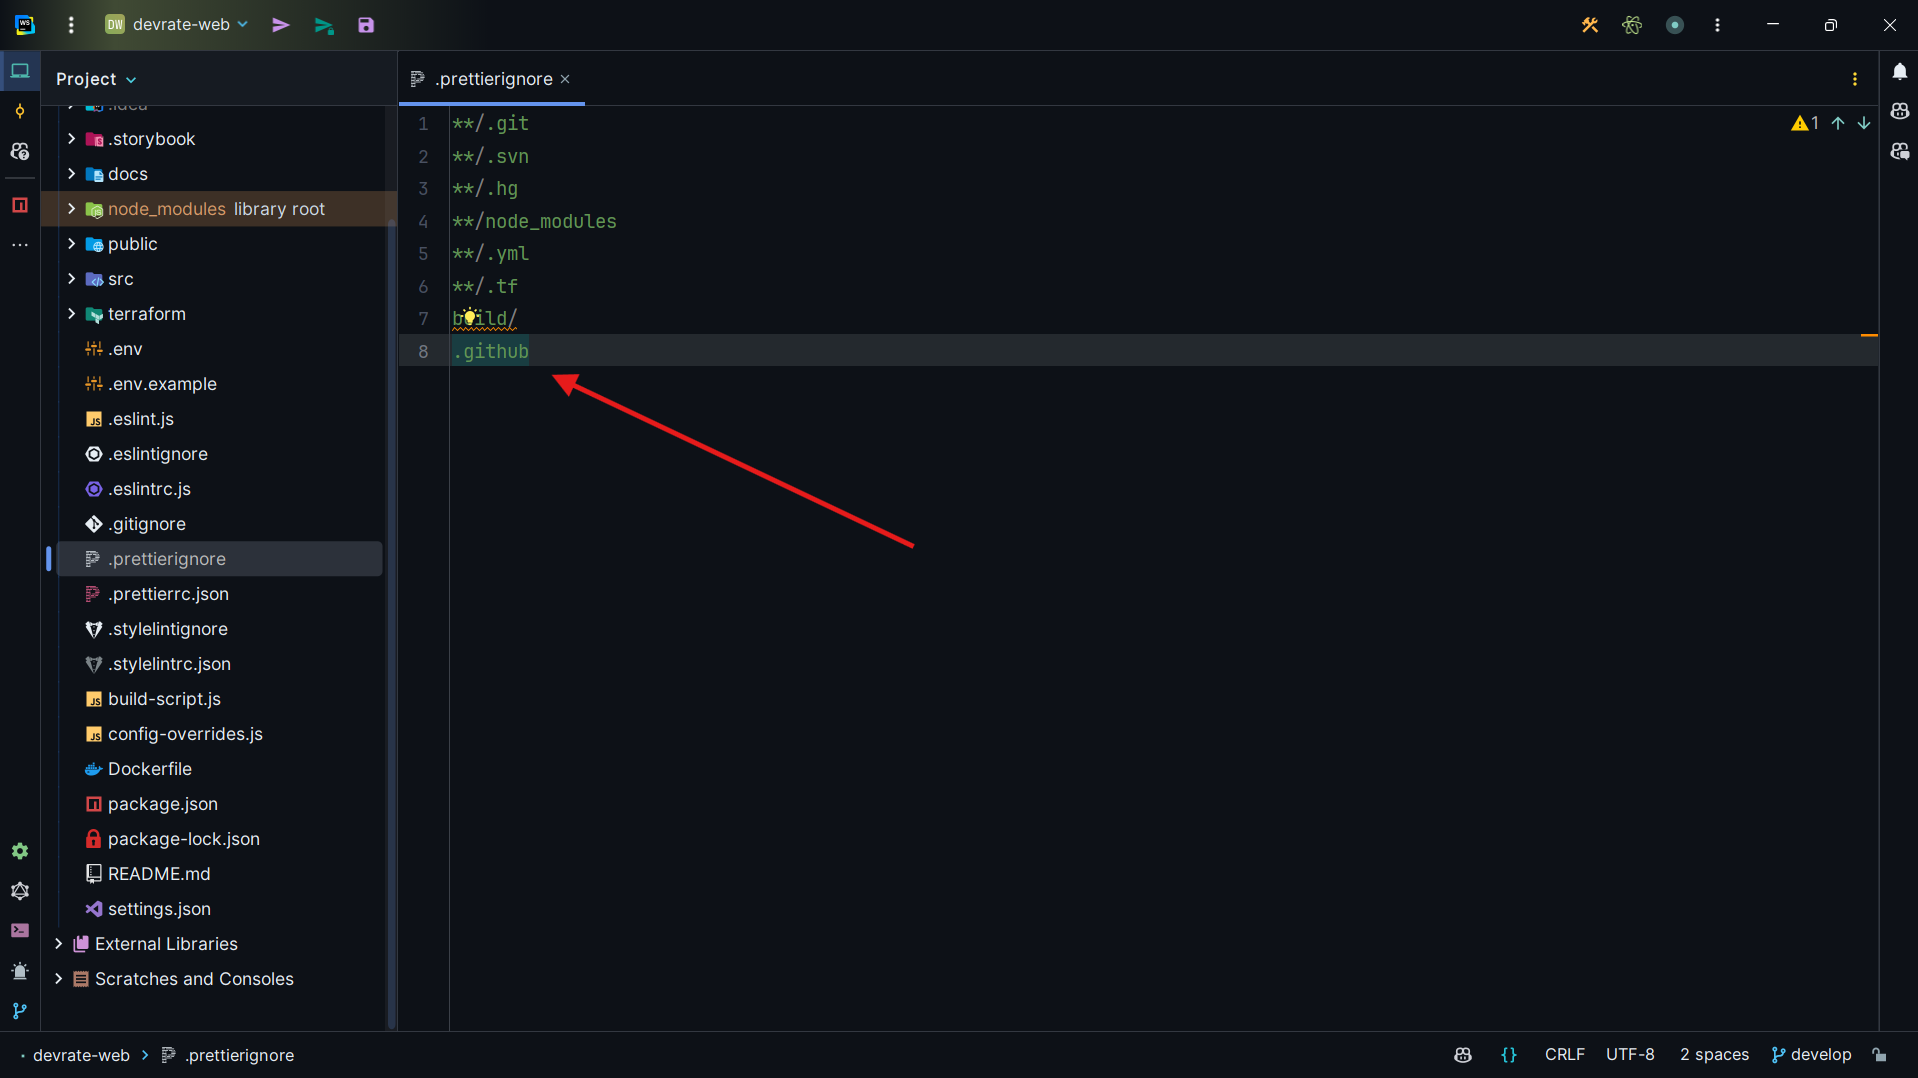 WS
DW devrate-web
Project
.prettierignore
.idea
.storybook
docs
node_modules library root
public
src
terraform
.env
.env.example
.eslint.js
.eslintignore
.eslintrc.js
.gitignore
.prettierignore
.prettierrc.json
.stylelintignore
.stylelintrc.json
build-script.js
config-overrides.js
Dockerfile
package.json
package-lock.json
README.md
settings.json
External Libraries
Scratches and Consoles
1 **/.git
2 **/.svn
3 **/.hg
4 **/node_modules
5 **/.yml
6 **/.tf
7 build/
8 .github
1
devrate-web
.prettierignore
CRLF
UTF-8
2 spaces
develop